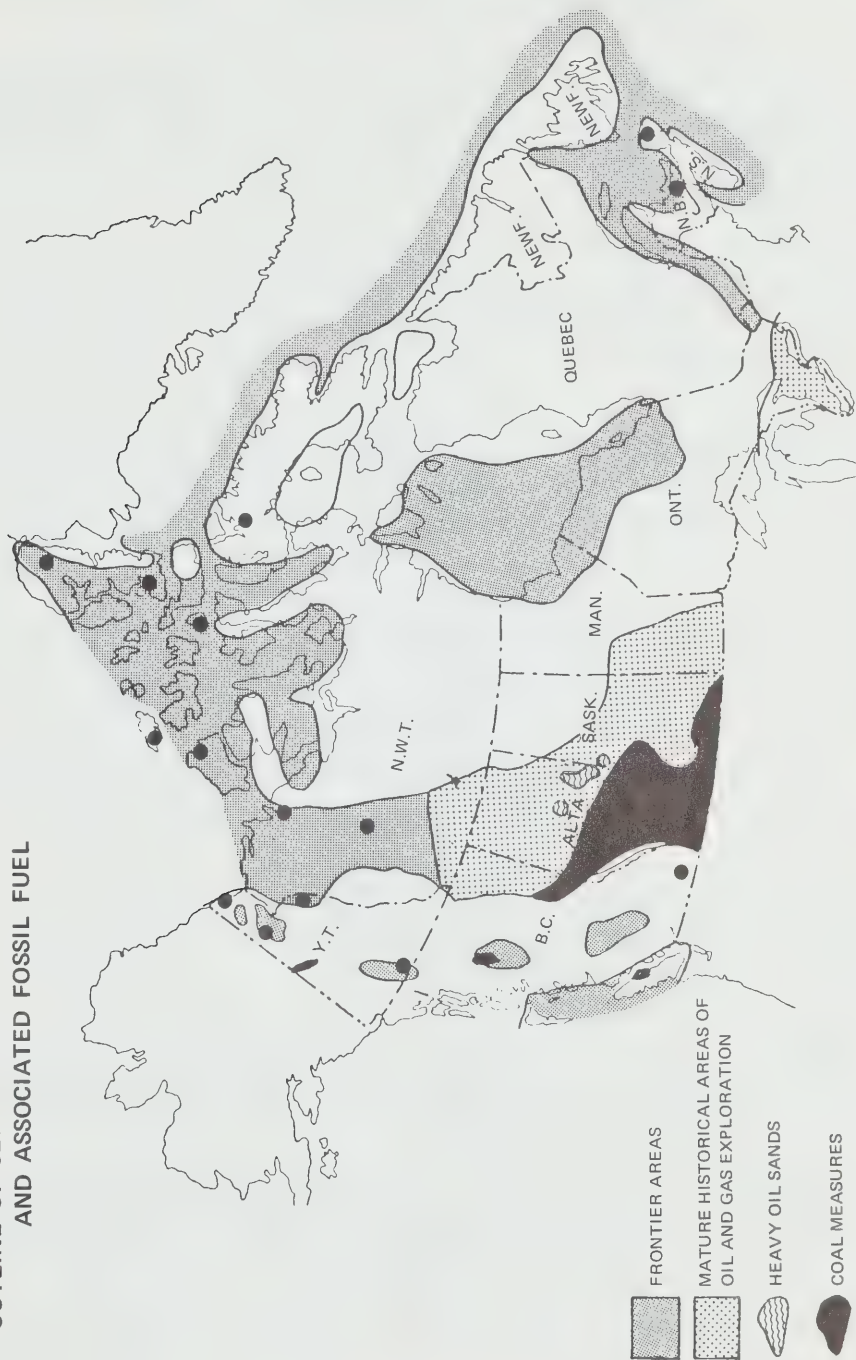 AND ASSOCIATED FOSSIL FUEL
NEWF.
NEWF.
N.S.
N.B.
QUEBEC
ONT.
MAN.
SASK.
ALTA.
N.W.T.
B.C.
Y.T.
FRONTIER AREAS
MATURE HISTORICAL AREAS OF
OIL AND GAS EXPLORATION
HEAVY OIL SANDS
COAL MEASURES